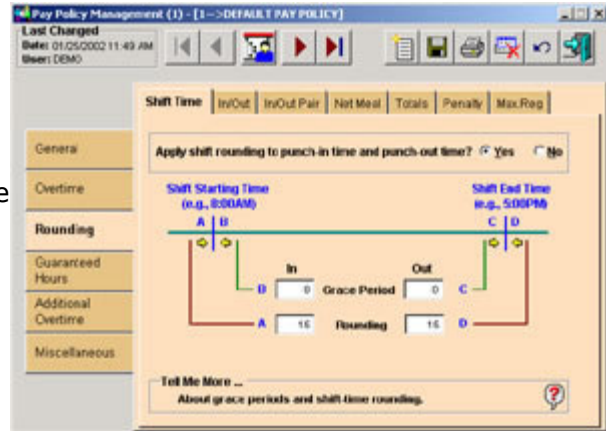 Pay Policy Management (1) - [1-->DEFAULT PAY POLICY]
Last Changed
Date: 01/25/2002 11:49 AM
User: DEMO
Shift Time In/Out In/Out Pair Net Meal Totals Penalty Max.Reg
General
Overtime
Rounding
Guaranteed
Hours
Additional
Overtime
Miscellaneous
e
Apply shift rounding to punch-in time and punch-out time? Yes No
Shift Starting Time Shift End Time
(e.g., 8:00AM) (e.g., 5:00PM)
A B C D
In Out
B 0 Grace Period 0 C
A 15 Rounding 15 D
Tell Me More ...
About grace periods and shift-time rounding.